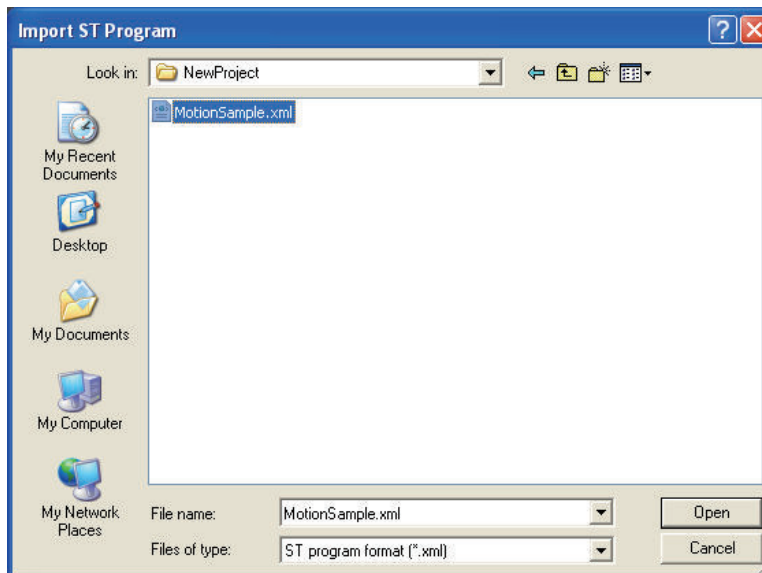 Import ST Program
Look in:
NewProject
MotionSample.xml
My Recent
Documents
Desktop
My Documents
My Computer
My Network
Places
File name:
MotionSample.xml
Open
Files of type:
ST program format (*.xml)
Cancel